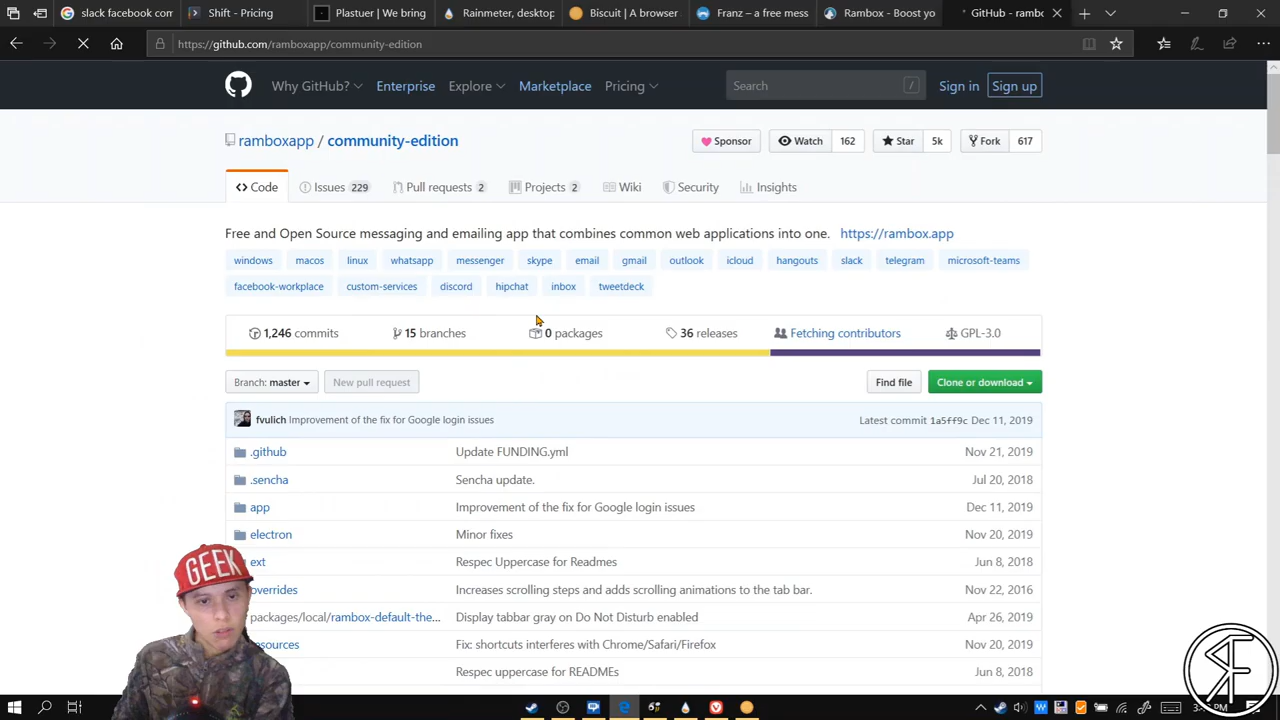 slack facebook com
Shift - Pricing
Plastuer | We bring
Rainmeter, desktop
Biscuit | A browser
Franz – a free mess
Rambox - Boost yo
GitHub - rambo
https://github.com/ramboxapp/community-edition
Why GitHub?
Enterprise
Explore
Marketplace
Pricing
Search
/
Sign in
Sign up
ramboxapp / community-edition
Sponsor
Watch 162
Star 5k
Fork 617
Code
Issues 229
Pull requests 2
Projects 2
Wiki
Security
Insights
Free and Open Source messaging and emailing app that combines common web applications into one. https://rambox.app
windows macos linux whatsapp messenger skype email gmail outlook icloud hangouts slack telegram microsoft-teams
facebook-workplace custom-services discord hipchat inbox tweetdeck
1,246 commits
15 branches
0 packages
36 releases
Fetching contributors
GPL-3.0
Branch: master
New pull request
Find file
Clone or download
fvulich Improvement of the fix for Google login issues
Latest commit 1a5ff9c Dec 11, 2019
.github Update FUNDING.yml Nov 21, 2019
.sencha Sencha update. Jul 20, 2018
app Improvement of the fix for Google login issues Dec 11, 2019
electron Minor fixes Nov 20, 2019
ext Respec Uppercase for Readmes Jun 8, 2018
overrides Increases scrolling steps and adds scrolling animations to the tab bar. Nov 22, 2016
packages/local/rambox-default-the... Display tabbar gray on Do Not Disturb enabled Apr 26, 2019
resources Fix: shortcuts interferes with Chrome/Safari/Firefox Nov 20, 2019
Respec uppercase for READMEs Jun 8, 2018
GEEK